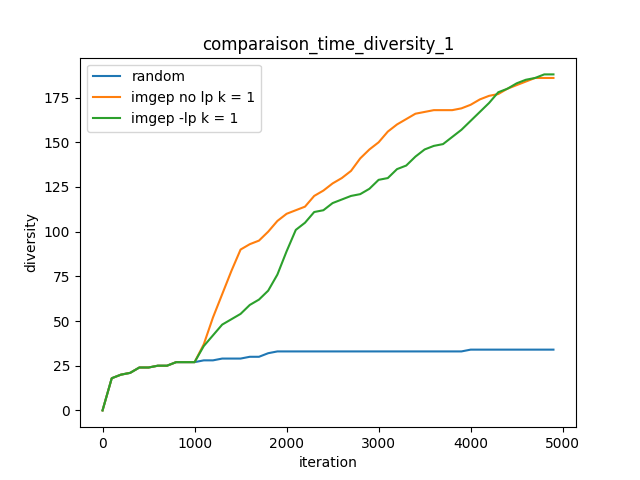 comparaison_time_diversity_1
random
imgep no lp k = 1
imgep -lp k = 1
diversity
175
150
125
100
75
50
25
0
0 1000 2000 3000 4000 5000
iteration